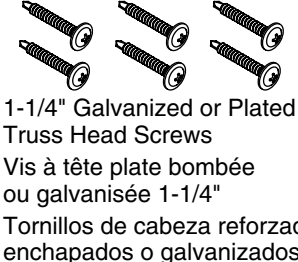 1-1/4" Galvanized or Plated
Truss Head Screws
Vis à tête plate bombée
ou galvanisée 1-1/4"
Tornillos de cabeza reforzad
enchapados o galvanizados